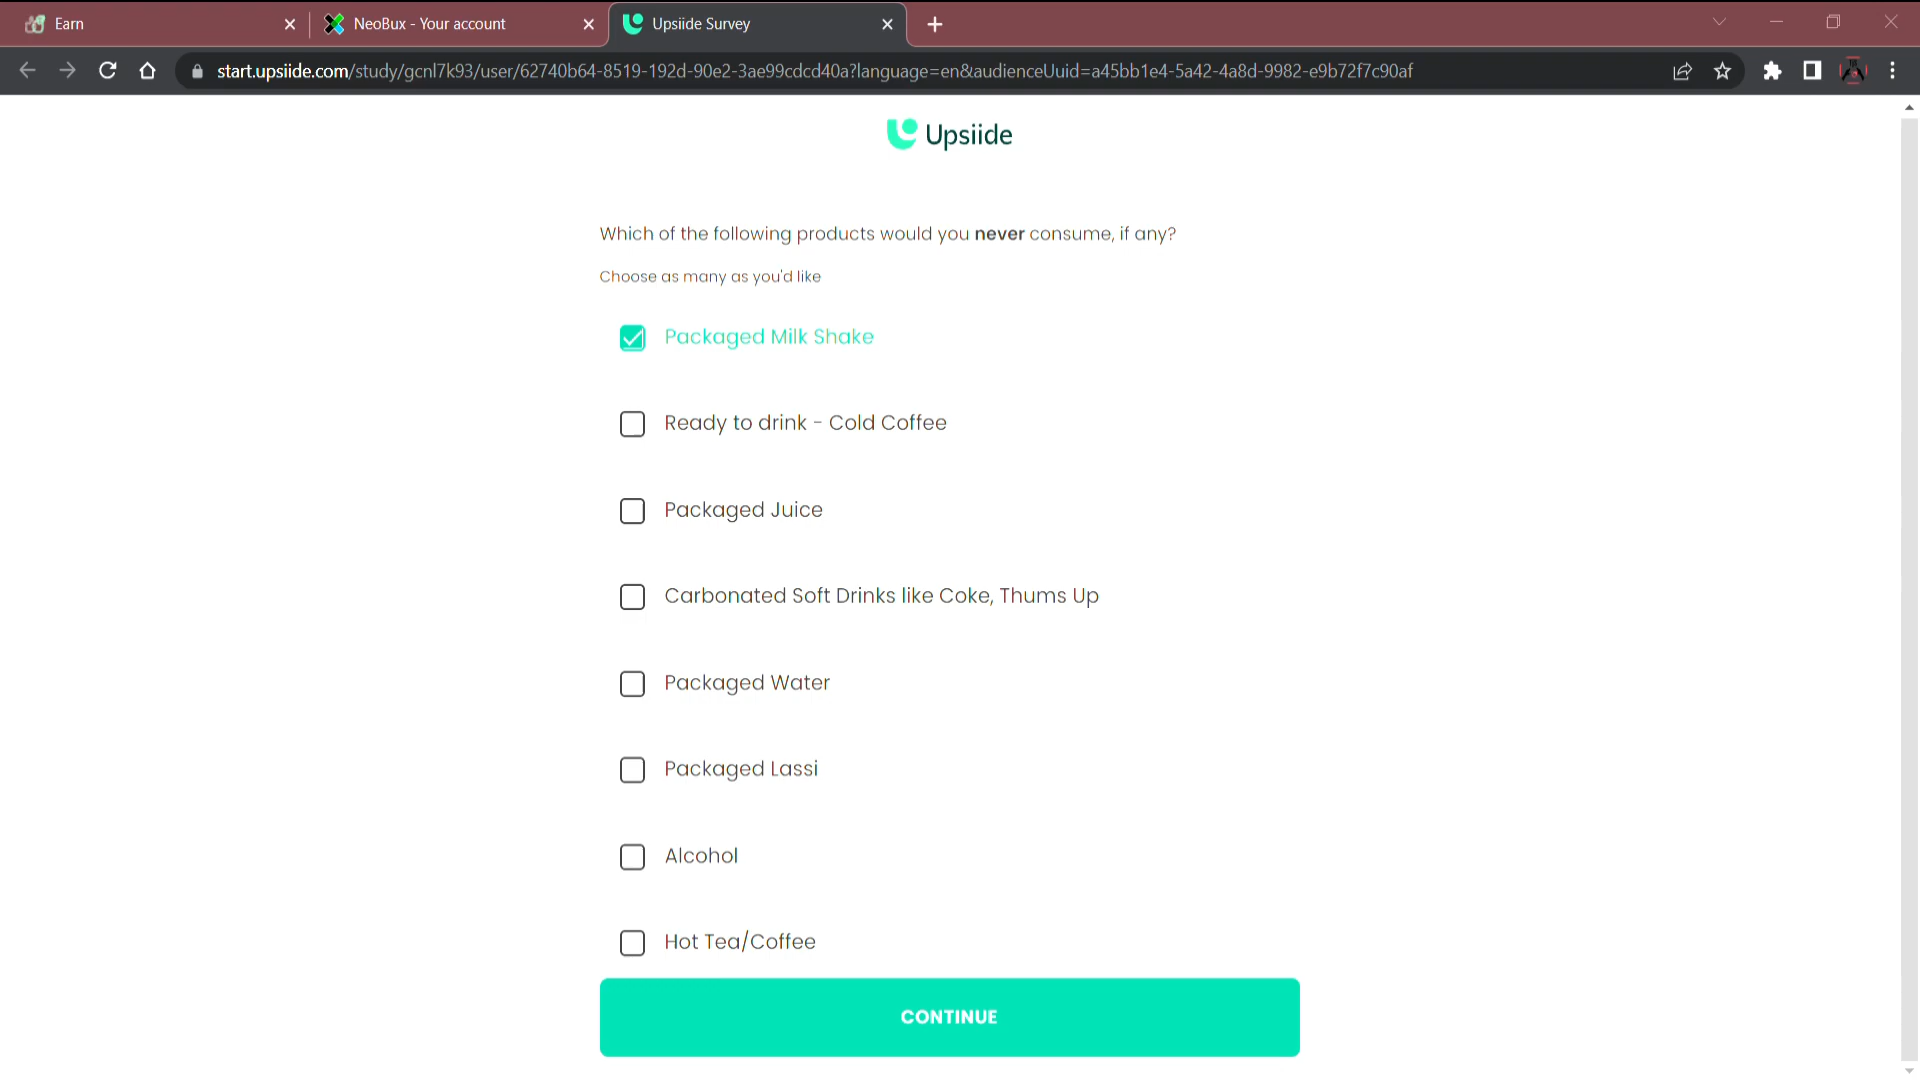 Earn
NeoBux - Your account
Upsiide Survey
start.upsiide.com/study/gcnl7k93/user/62740b64-8519-192d-90e2-3ae99cdcd40a?language=en&audienceUuid=a45bb1e4-5a42-4a8d-9982-e9b72f7c90af
Upsiide
Which of the following products would you never consume, if any?
Choose as many as you'd like
Packaged Milk Shake
Ready to drink - Cold Coffee
Packaged Juice
Carbonated Soft Drinks like Coke, Thums Up
Packaged Water
Packaged Lassi
Alcohol
Hot Tea/Coffee
CONTINUE